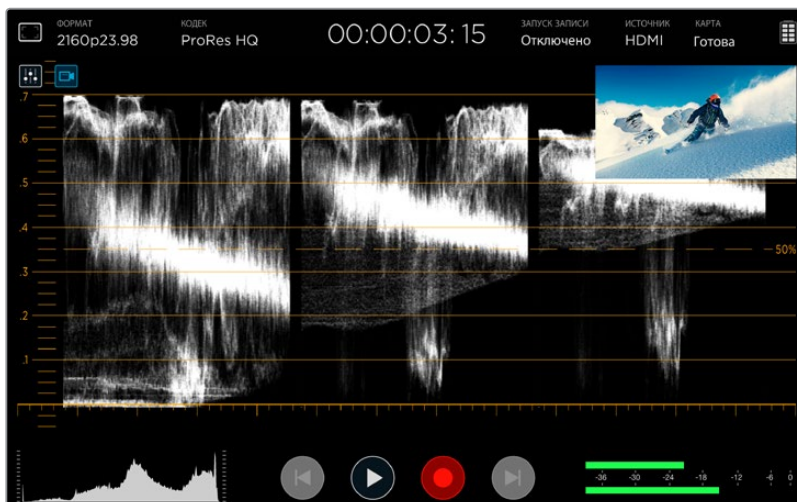 ФОРМАТ
2160p23.98
КОДЕК
ProRes HQ
00:00:03:15
ЗАПУСК ЗАПИСИ
Отключено
ИСТОЧНИК
HDMI
КАРТА
Готова
.7
.6
.5
.4
.3
.2
.1
50%
-36 -30 -24 -18 -12 -6 0